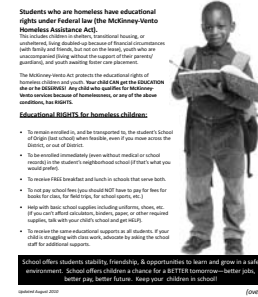 Students who are homeless have educational
rights under Federal law (the McKinney-Vento
Homeless Assistance Act).
This includes children in shelters, transitional housing, or
unsheltered, living doubled-up because of financial circumstances
(with family and friends, but not on the lease), youth who are
unaccompanied (living without the support of their parents/
guardians), and youth awaiting foster care placement.
The McKinney-Vento Act protects the educational rights of
homeless children and youth. Your child CAN get the EDUCATION
she or he DESERVES! Any child who qualifies for McKinney-
Vento services because of homelessness, or any of the above
conditions, has RIGHTS.
Educational RIGHTS for homeless children:
• To remain enrolled in, and be transported to, the student's School
of Origin (last school) when feasible, even if you move across the
District, or out of District.
• To be enrolled immediately (even without medical or school
records) in the student's neighborhood school (if that's what you
would prefer).
• To receive FREE breakfast and lunch in schools that serve both.
• To not pay school fees (you SHOULD NOT have to pay for fees for
books for class, for field trips, for school sports, etc.)
• Help with basic school supplies including uniforms, shoes, etc.
(If you can't afford calculators, binders, paper, or other required
supplies, talk with your child's school and get HELP).
• To receive the same educational supports as all students. If your
child is struggling with class work, advocate by asking the school
staff for additional supports.
School offers students stability, friendship, & opportunities to learn and grow in a safe
environment. School offers children a chance for a BETTER tomorrow—better jobs,
better pay, better future. Keep your children in school!
Updated August 2010
(ove